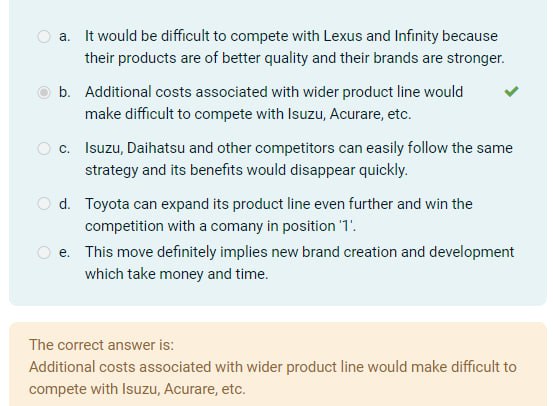 a. It would be difficult to compete with Lexus and Infinity because
their products are of better quality and their brands are stronger.
b. Additional costs associated with wider product line would
make difficult to compete with Isuzu, Acurare, etc.
c. Isuzu, Daihatsu and other competitors can easily follow the same
strategy and its benefits would disappear quickly.
d. Toyota can expand its product line even further and win the
competition with a comany in position '1'.
e. This move definitely implies new brand creation and development
which take money and time.
The correct answer is:
Additional costs associated with wider product line would make difficult to
compete with Isuzu, Acurare, etc.